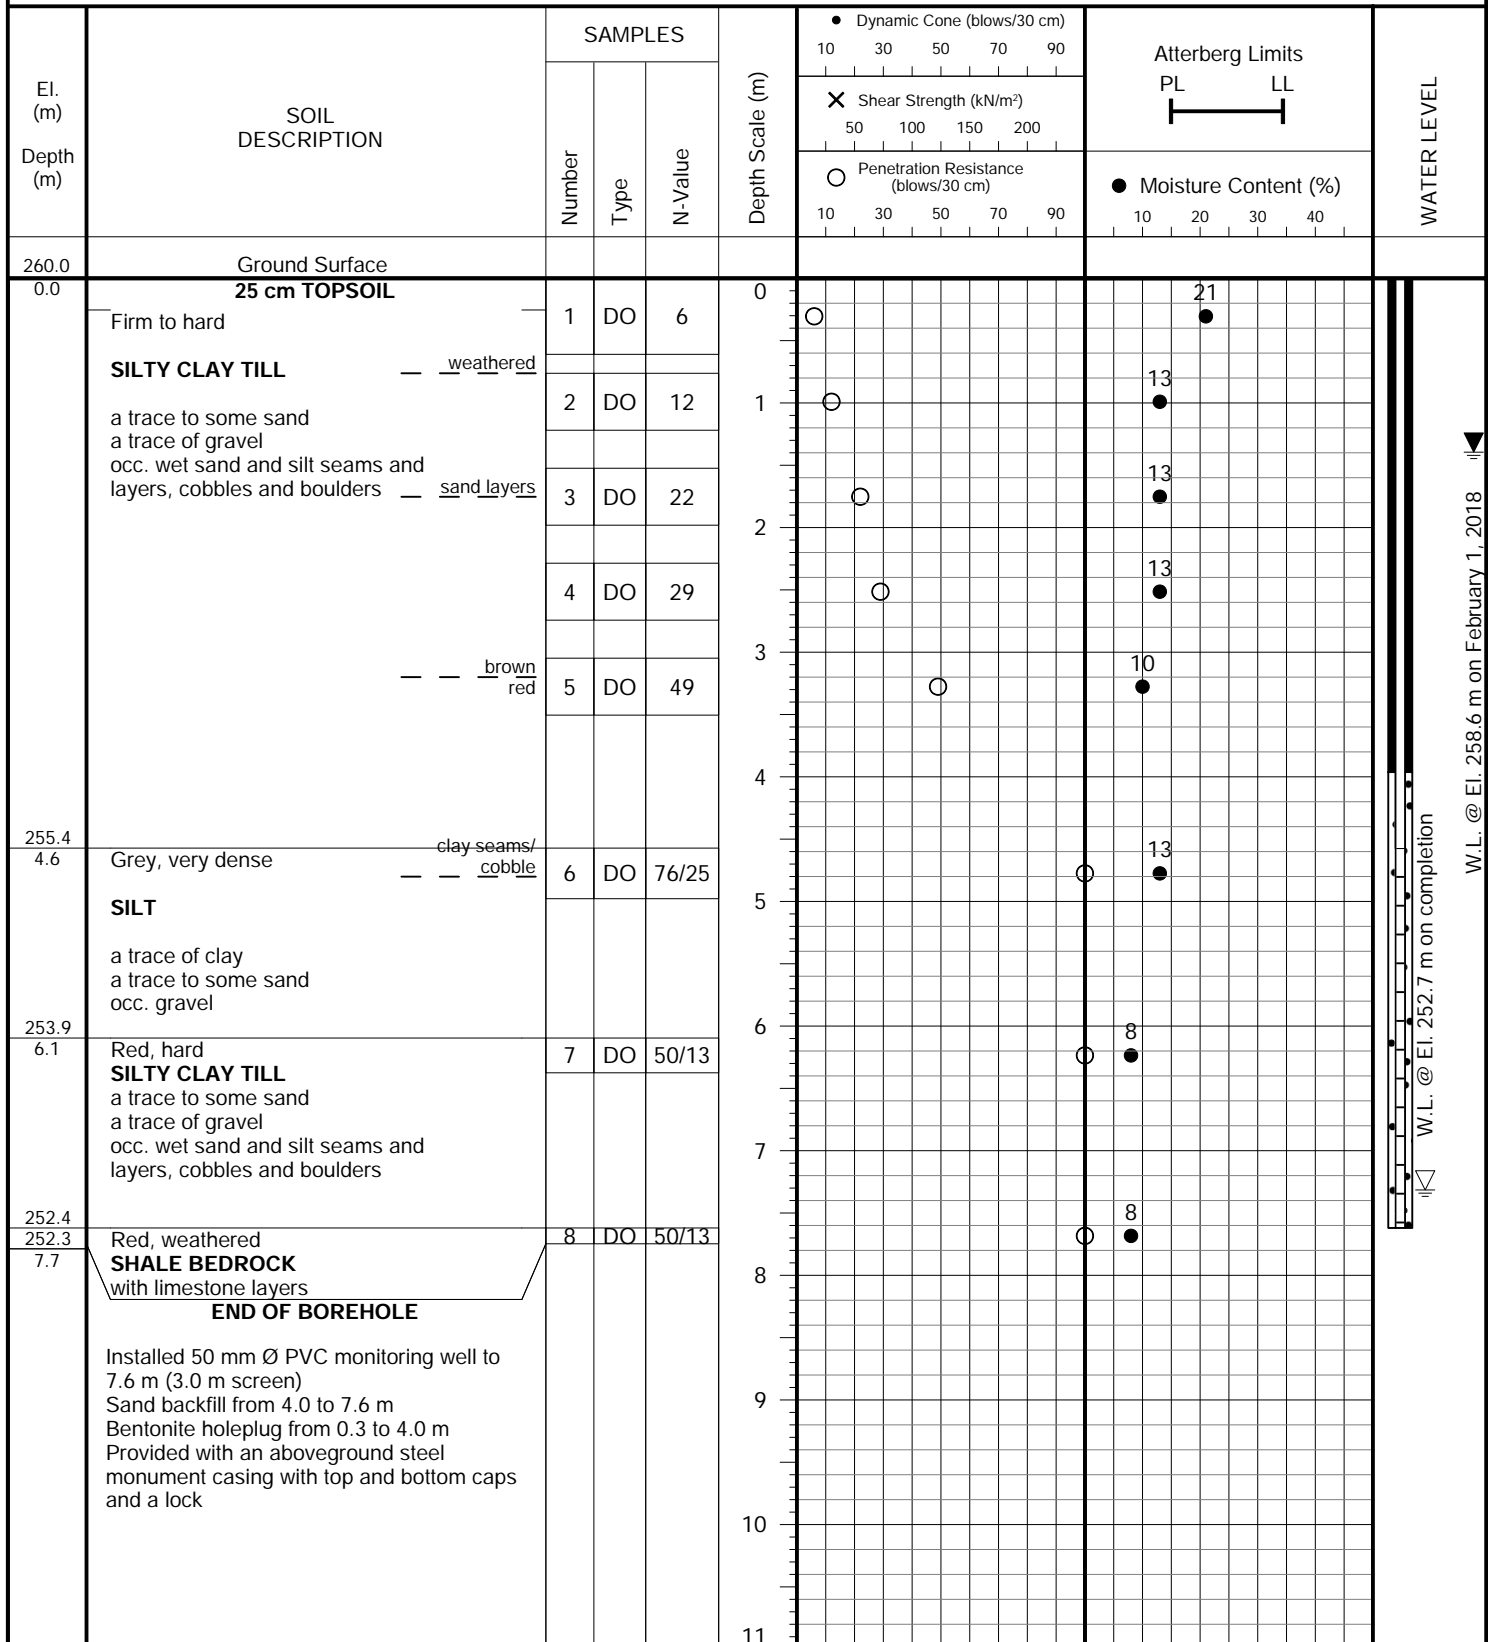 El.
(m)
Depth
(m)
SOIL
DESCRIPTION
SAMPLES
Number
Type
N-Value
Depth Scale (m)
Dynamic Cone (blows/30 cm)
10 30 50 70 90
Shear Strength (kN/m²)
50 100 150 200
Penetration Resistance
(blows/30 cm)
10 30 50 70 90
Atterberg Limits
PL LL
Moisture Content (%)
10 20 30 40
WATER LEVEL
260.0 Ground Surface
0.0 25 cm TOPSOIL 0
21
Firm to hard 1 DO 6
SILTY CLAY TILL weathered
13
2 DO 12 1
a trace to some sand
a trace of gravel
occ. wet sand and silt seams and
layers, cobbles and boulders sand layers 3 DO 22
13
2
13
4 DO 29
3
10
brown
red 5 DO 49
4
255.4
4.6 Grey, very dense clay seams/
cobble 6 DO 76/25
13
5
SILT
a trace of clay
a trace to some sand
occ. gravel
253.9 6
8
6.1 Red, hard 7 DO 50/13
SILTY CLAY TILL
a trace to some sand
a trace of gravel
occ. wet sand and silt seams and
layers, cobbles and boulders
7
252.4
8
252.3 Red, weathered 8 DO 50/13
7.7 SHALE BEDROCK
with limestone layers
8
END OF BOREHOLE
Installed 50 mm Ø PVC monitoring well to
7.6 m (3.0 m screen)
Sand backfill from 4.0 to 7.6 m
Bentonite holeplug from 0.3 to 4.0 m
Provided with an aboveground steel
monument casing with top and bottom caps
and a lock
9
10
11
W.L. @ El. 252.7 m on completion
W.L. @ El. 258.6 m on February 1, 2018